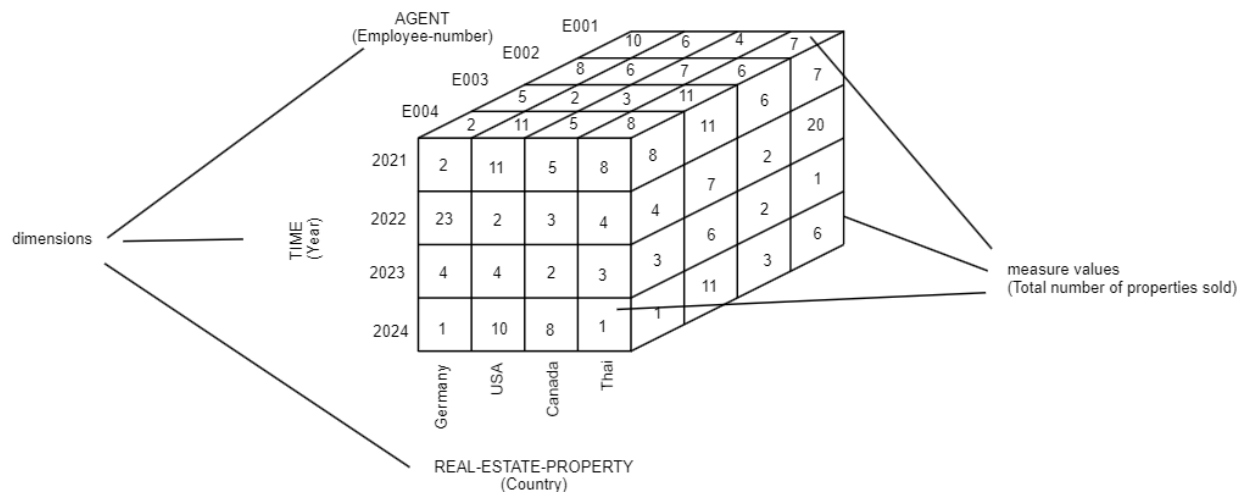 AGENT
(Employee-number)
E001
10 6 4 7
E002
8 6 7 6 7
E003
5 2 3 11 6
E004
2 11 5 8 11 20
2021 2 11 5 8 8 2
7 1
2022 23 2 3 4 4 2
TIME
(Year)
dimensions
6 6
2023 4 4 2 3 3 3
measure values
(Total number of properties sold)
11
2024 1 10 8 1 1
Germany
USA
Canada
Thai
REAL-ESTATE-PROPERTY
(Country)